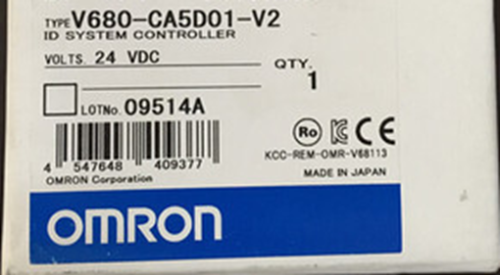 TYPE V680-CA5D01-V2
ID SYSTEM CONTROLLER
VOLTS. 24 VDC
QTY.
1
LOTNo. 09514A
4 547648 409377
OMRON Corporation
Ro
KCC-REM-OMR-V68113
MADE IN JAPAN
CE
OMRON